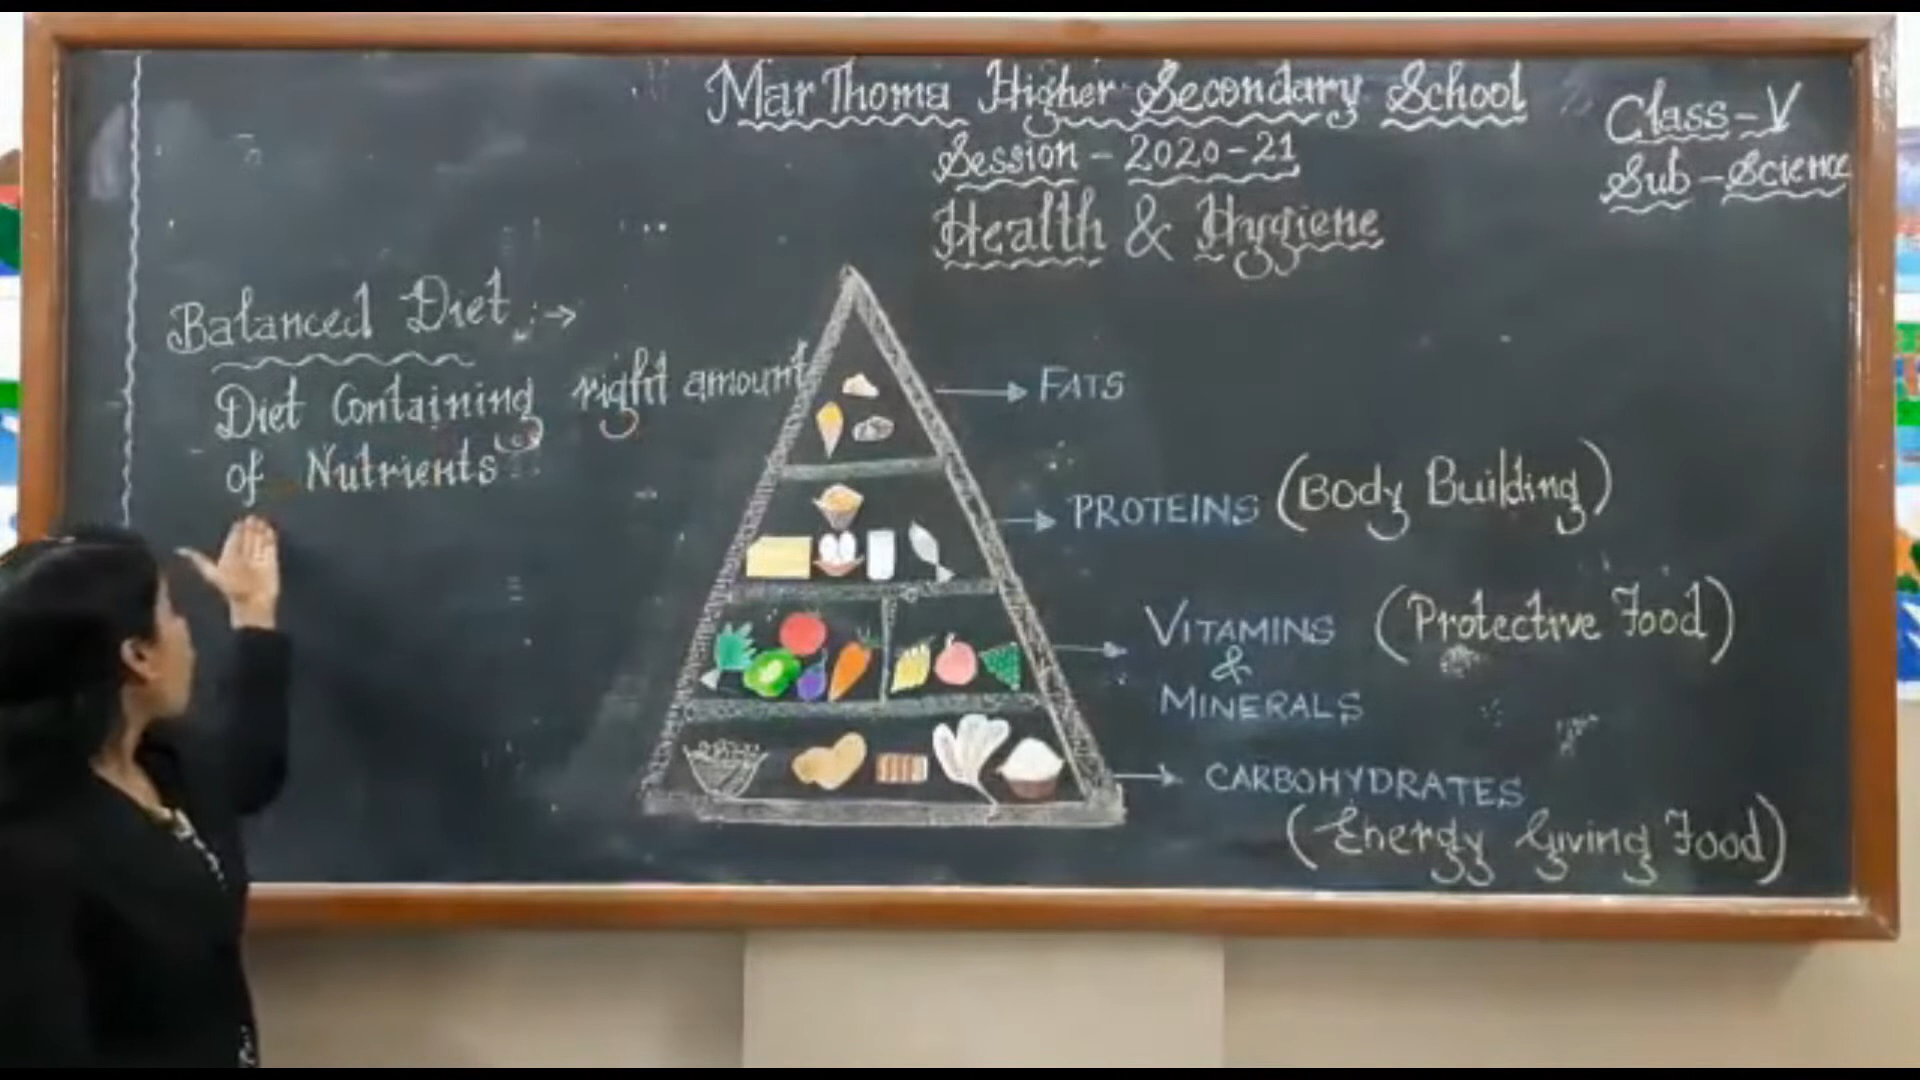 Mar Thoma Higher Secondary School
Session - 2020-21
Health & Hygiene
Class - V
Sub - Science
Balanced Diet :→
Diet Containing right amount
of Nutrients
→ FATS
→ PROTEINS (Body Building)
→ VITAMINS & MINERALS (Protective Food)
→ CARBOHYDRATES
(Energy Giving Food)